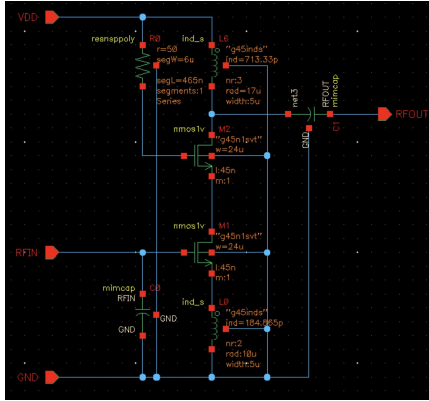 VDD
resnsppoly
R0
r=50
segW=6u
segL=465n
segments:1
Series
ind_s
L6
"g45inds"
ind=713.33p
nr:3
rad=17u
width:5u
net3
GND
RFOUT
mimcap
C1
RFOUT
nmos1v
M2
"g45n1svt"
w=24u
l:45n
m:1
nmos1v
M1
"g45n1svt"
w=24u
l:45n
m:1
RFIN
mimcap
C0
RFIN
GND
GND
ind_s
L0
"g45inds"
ind=184.865p
nr:2
rad:10u
width:5u
GND